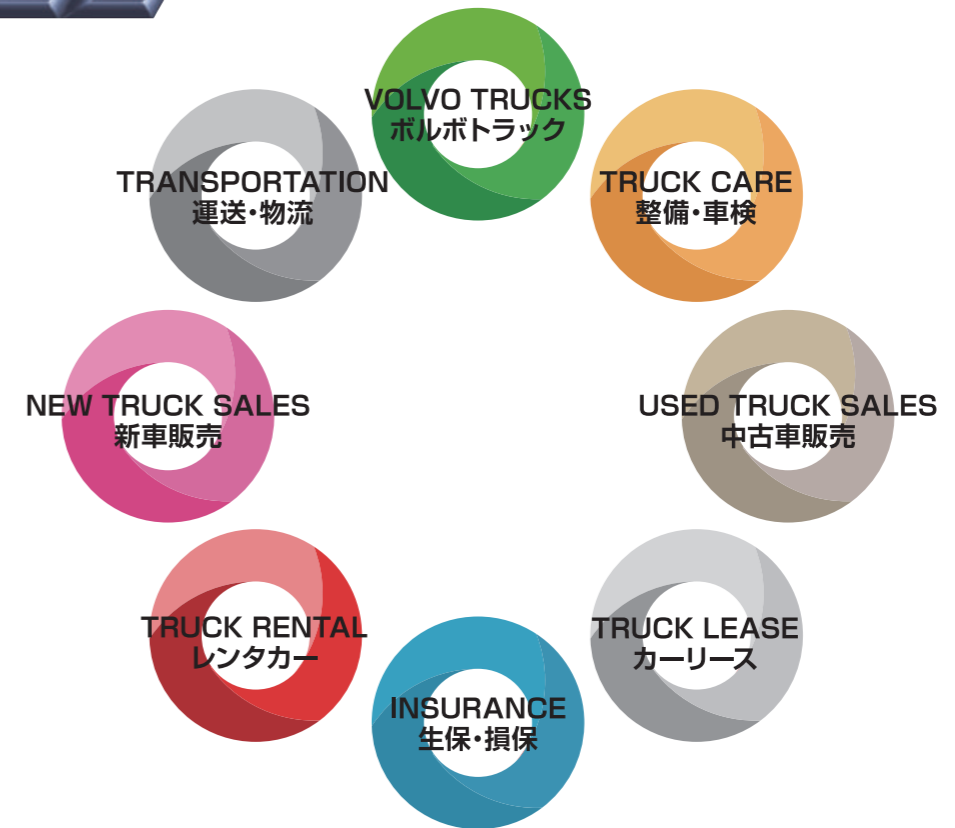 VOLVO TRUCKS
ボルボトラック
TRANSPORTATION
運送・物流
TRUCK CARE
整備・車検
NEW TRUCK SALES
新車販売
USED TRUCK SALES
中古車販売
TRUCK RENTAL
レンタカー
TRUCK LEASE
カーリース
INSURANCE
生保・損保